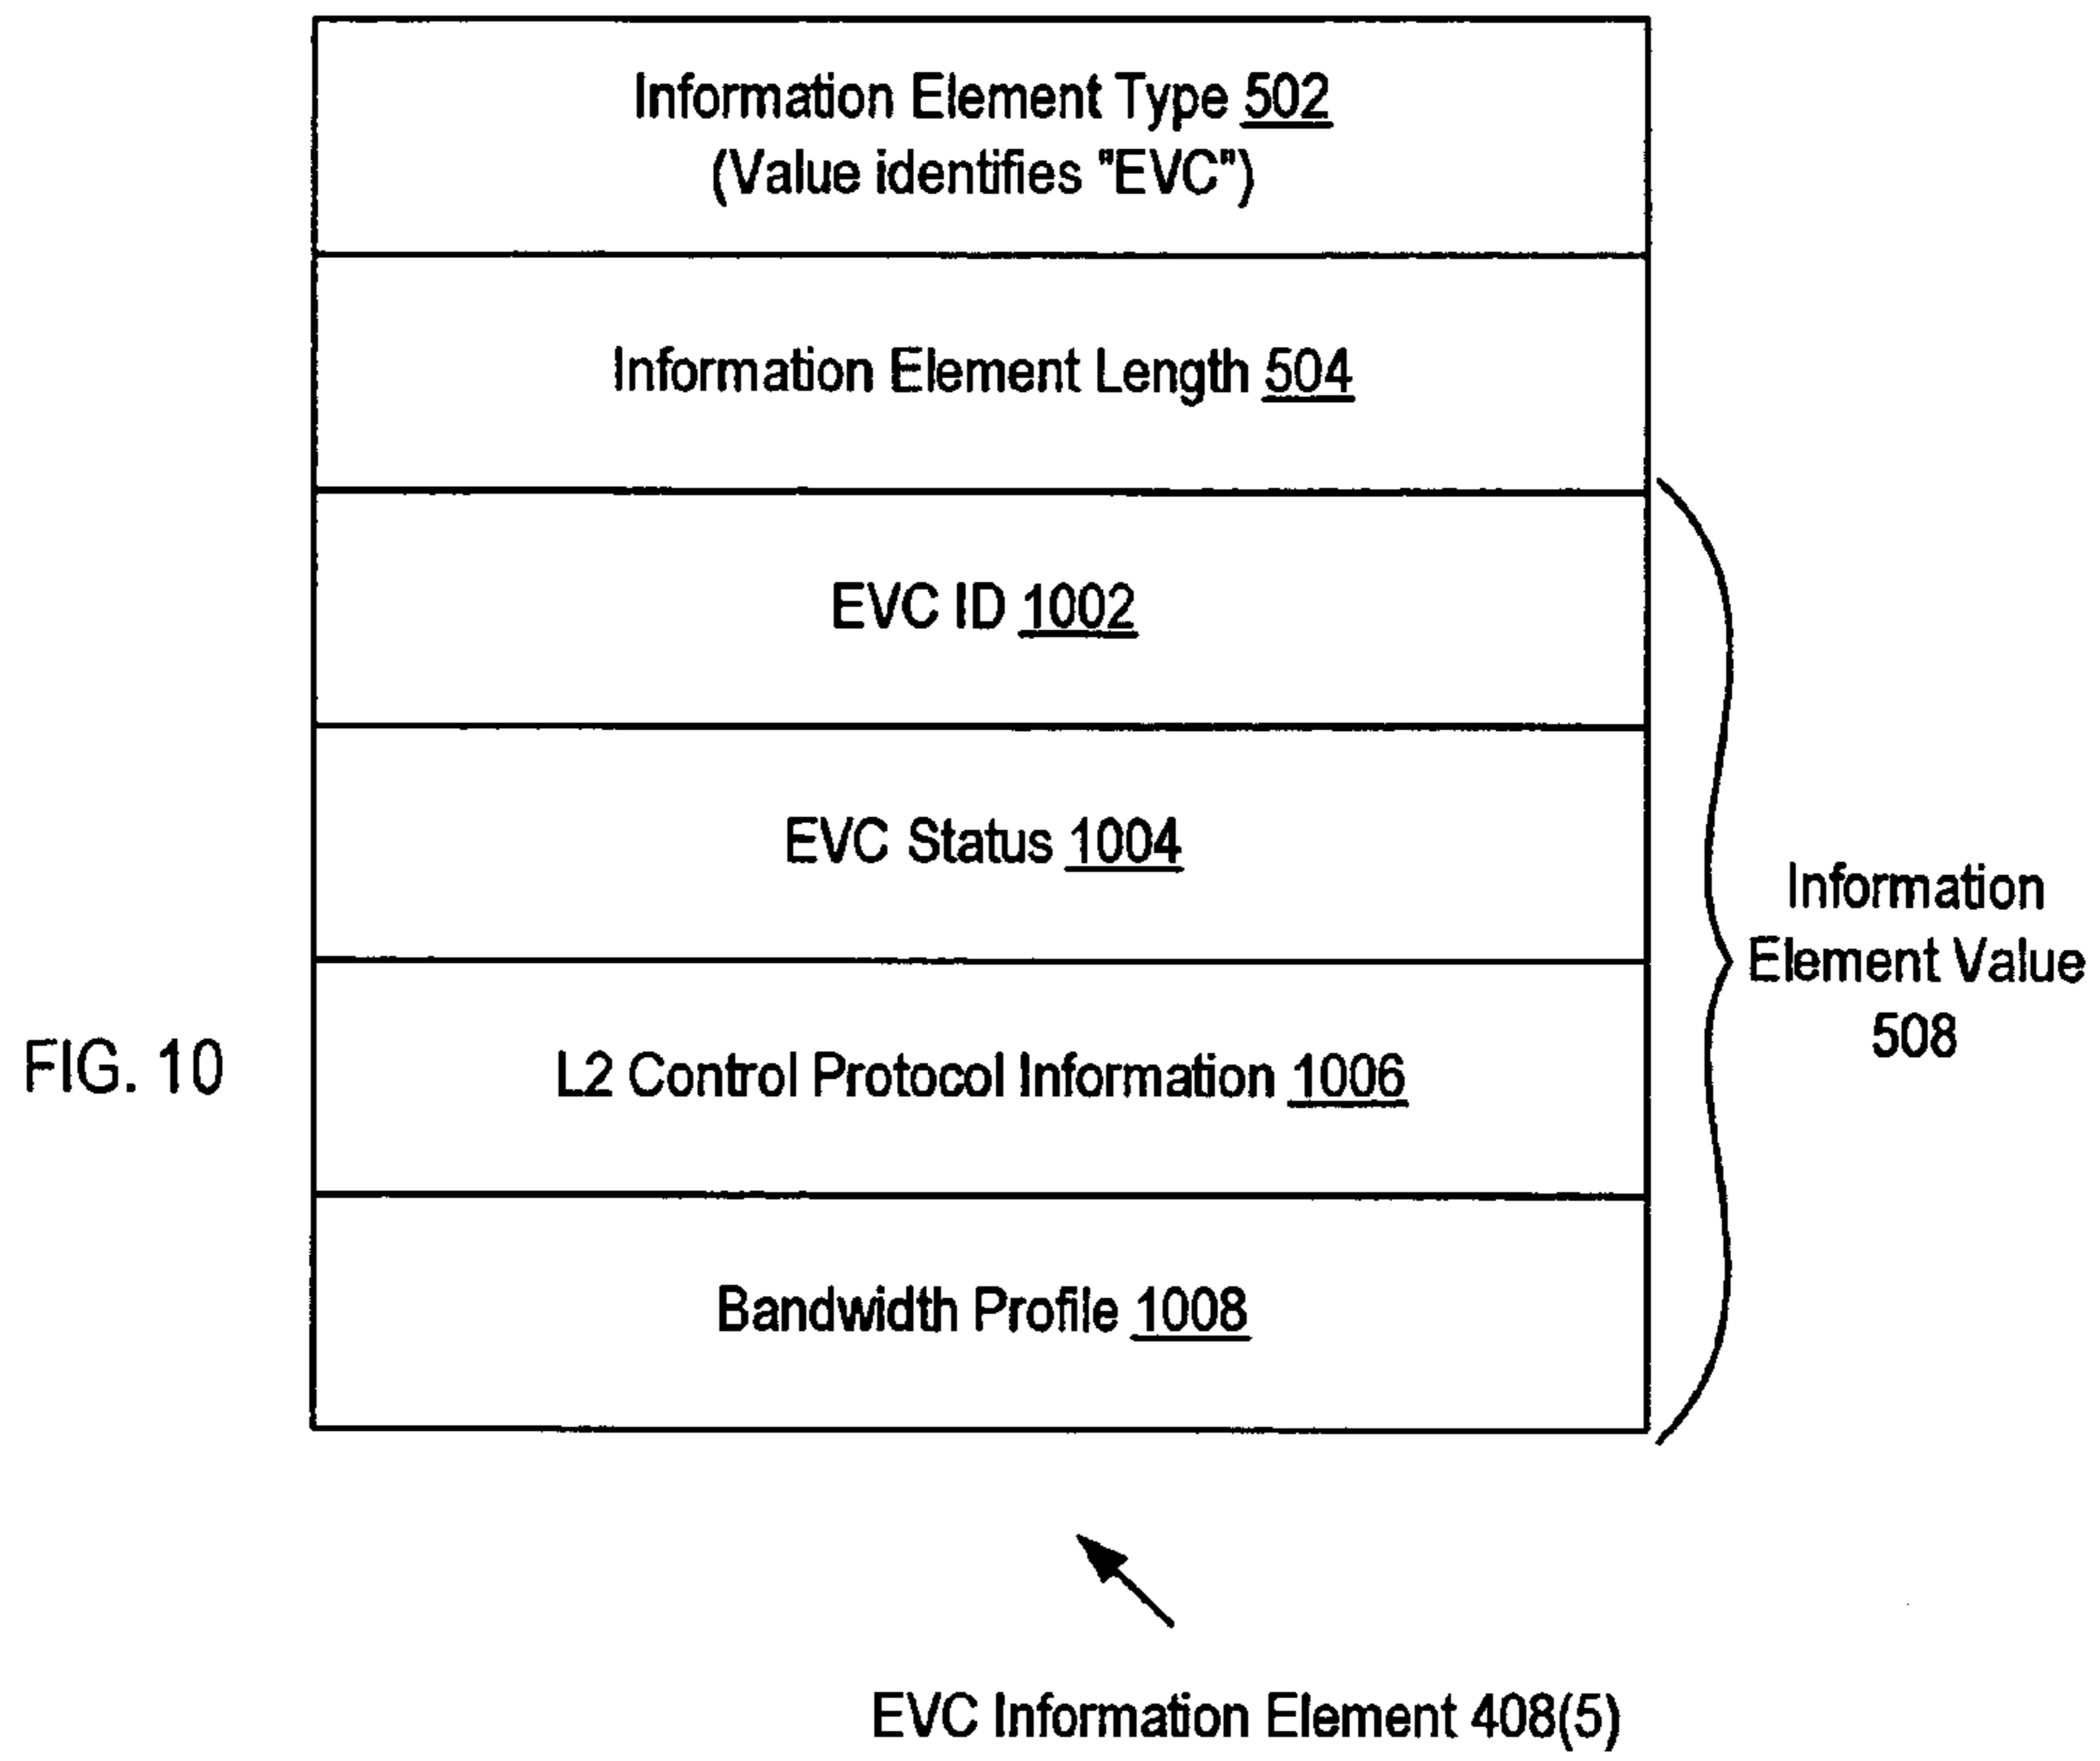 Information Element Type 502
(Value identifies "EVC")
Information Element Length 504
EVC ID 1002
EVC Status 1004
L2 Control Protocol Information 1006
Bandwidth Profile 1008
Information
Element Value
508
FIG. 10
EVC Information Element 408(5)